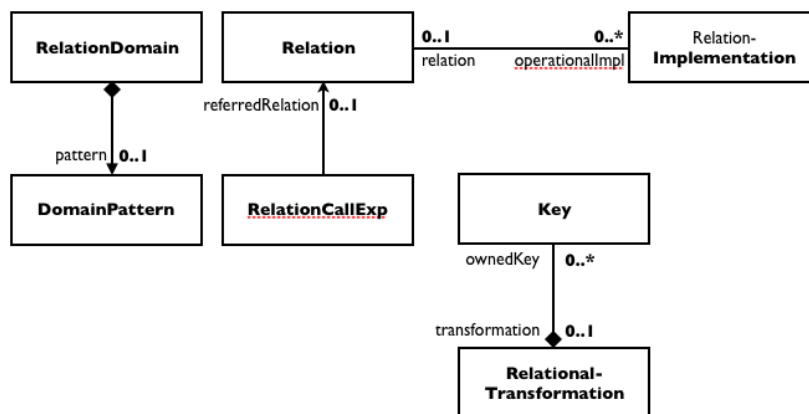 RelationDomain
Relation
0..1
0..*
relation
operationalImpl
Relation-
Implementation
referredRelation
0..1
pattern
0..1
DomainPattern
RelationCallExp
Key
ownedKey
0..*
transformation
0..1
Relational-
Transformation